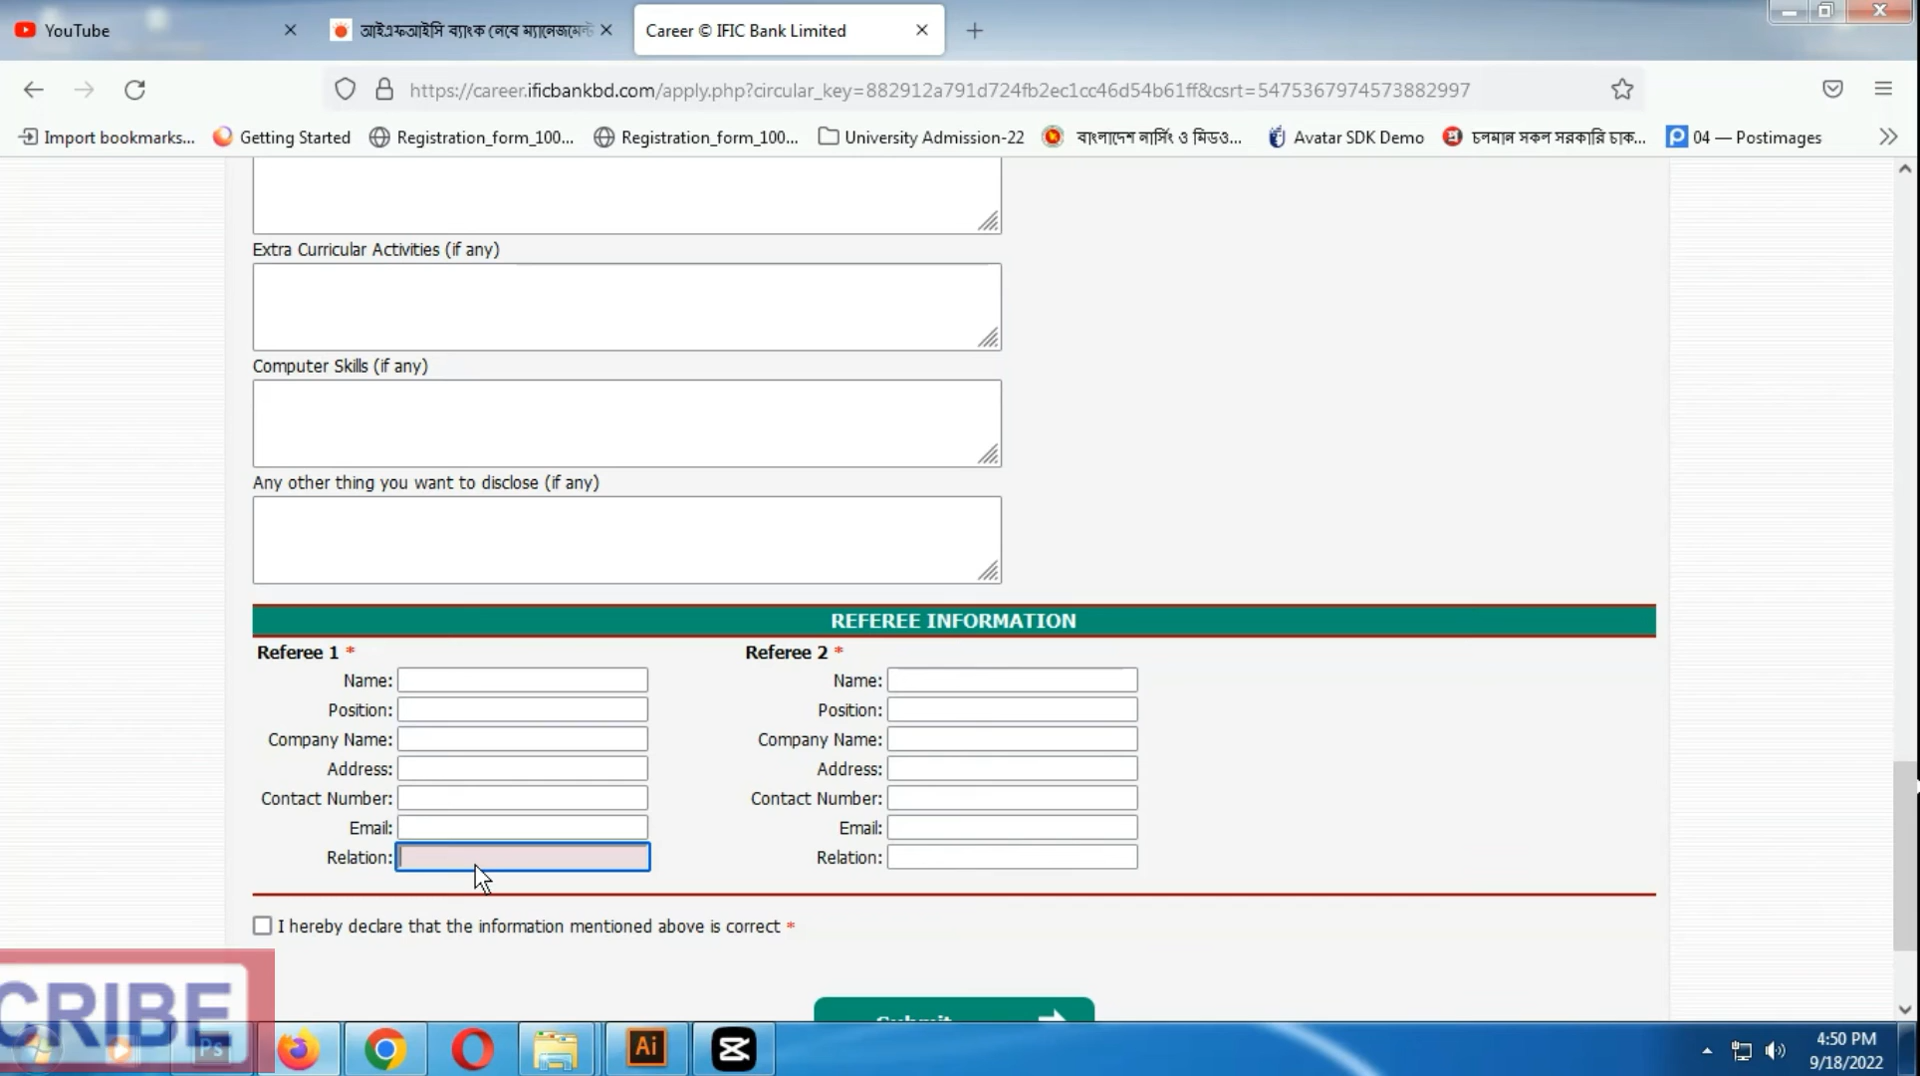 YouTube
আইএফআইসি ব্যাংক নেবে ম্যানেজমেন্ট
Career © IFIC Bank Limited
https://career.ificbankbd.com/apply.php?circular_key=882912a791d724fb2ec1cc46d54b61ff&csrt=5475367974573882997
Import bookmarks...
Getting Started
Registration_form_100...
Registration_form_100...
University Admission-22
বাংলাদেশ নার্সিং ও মিডও...
Avatar SDK Demo
চলমান সকল সরকারি চাক...
04 — Postimages
Extra Curricular Activities (if any)
Computer Skills (if any)
Any other thing you want to disclose (if any)
REFEREE INFORMATION
Referee 1 * Referee 2 *
Name: Name:
Position: Position:
Company Name: Company Name:
Address: Address:
Contact Number: Contact Number:
Email: Email:
Relation: Relation:
I hereby declare that the information mentioned above is correct *
Submit
CRIBE
Ps
Ai
4:50 PM
9/18/2022